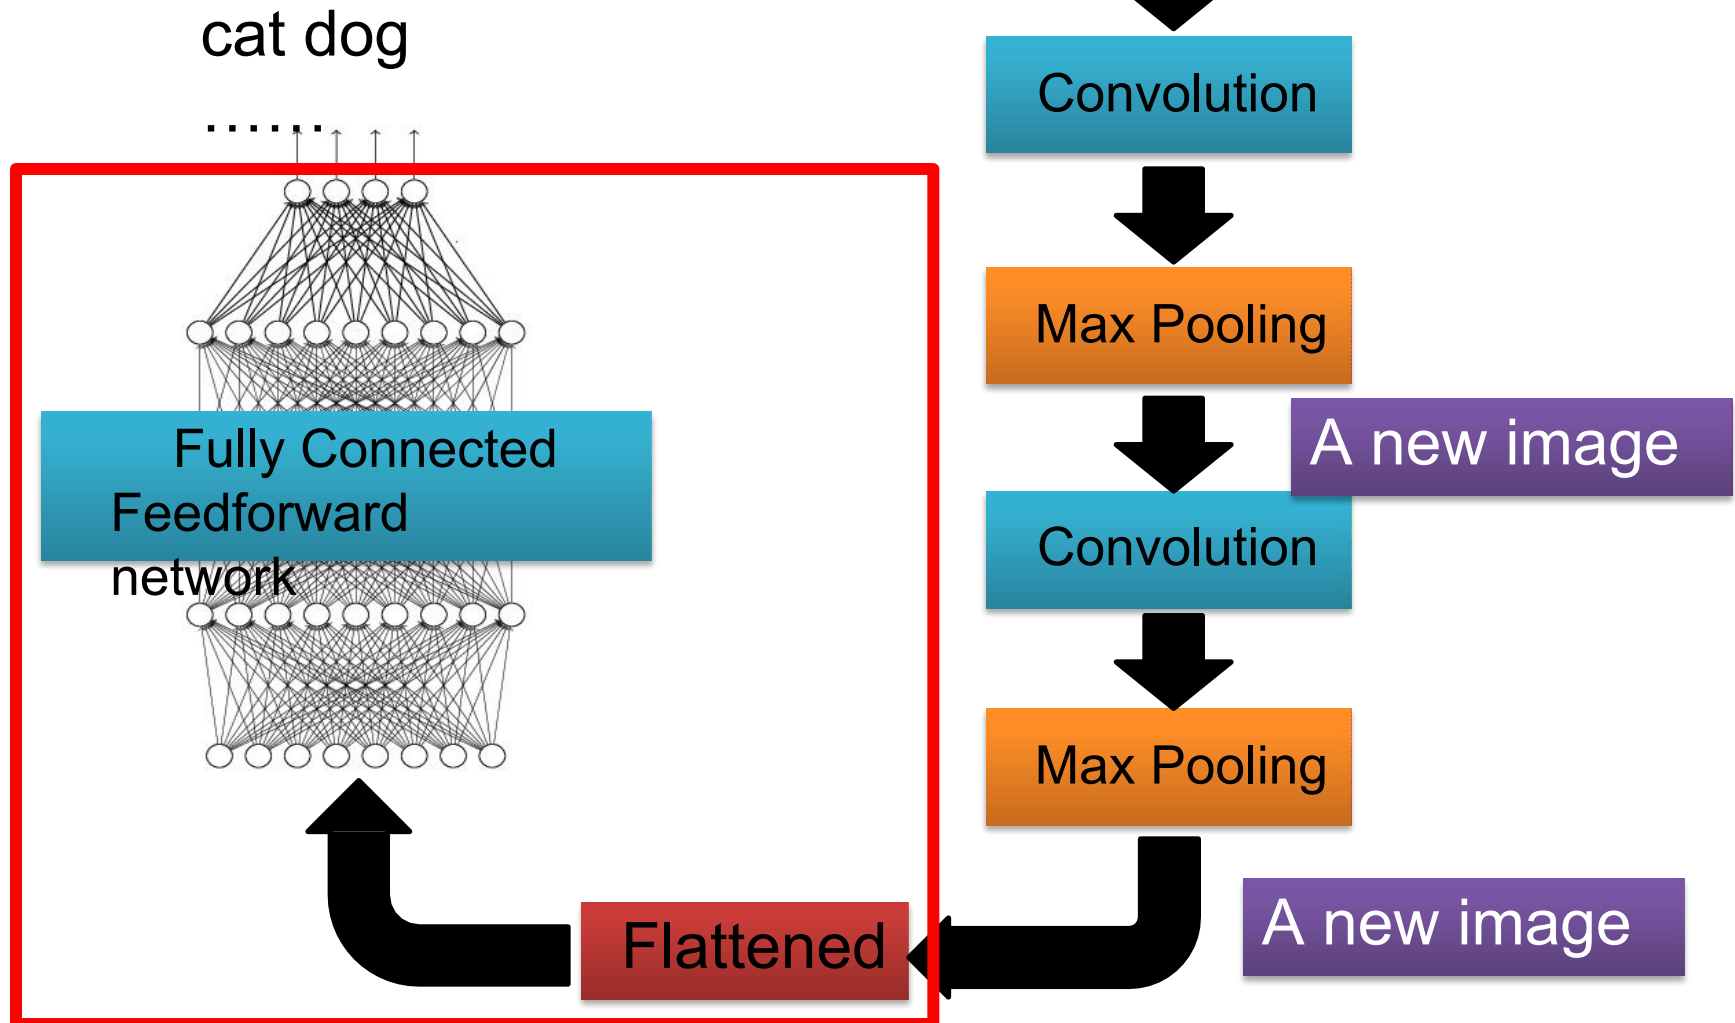 cat dog
……
Convolution
Max Pooling
A new image
Fully Connected
Feedforward
network
Convolution
Max Pooling
A new image
Flattened